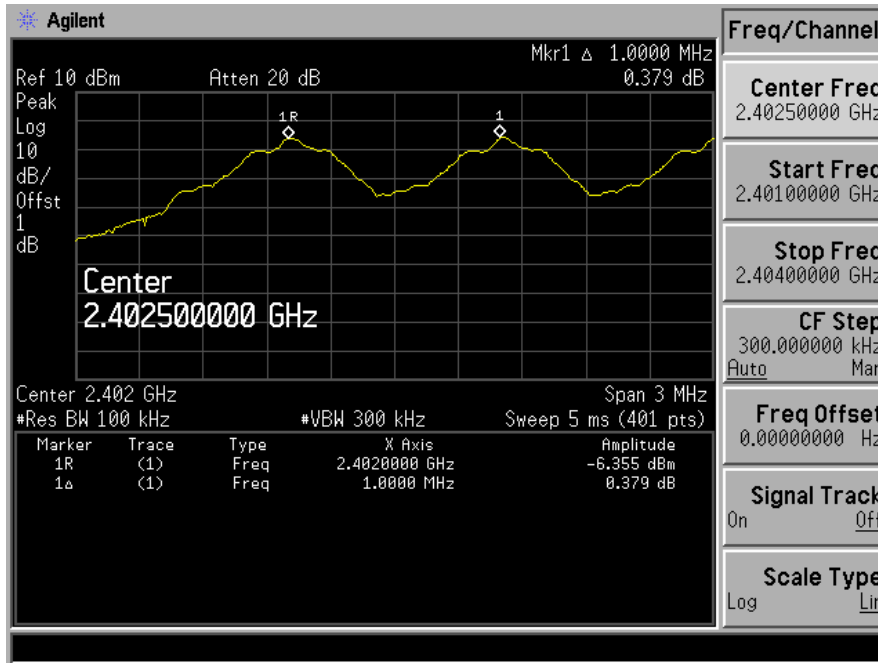 Agilent
Mkr1 Δ 1.0000 MHz
Ref 10 dBm Atten 20 dB 0.379 dB
Peak
Log
10
dB/
Offst
1
dB
1R
1
Center
2.402500000 GHz
Center 2.402 GHz Span 3 MHz
#Res BW 100 kHz #VBW 300 kHz Sweep 5 ms (401 pts)
Marker Trace Type X Axis Amplitude
1R (1) Freq 2.4020000 GHz -6.355 dBm
1Δ (1) Freq 1.0000 MHz 0.379 dB
Freq/Channel
Center Freq
2.40250000 GHz
Start Freq
2.40100000 GHz
Stop Freq
2.40400000 GHz
CF Step
300.000000 kHz
Auto Man
Freq Offset
0.00000000 Hz
Signal Track
On Off
Scale Type
Log Lin